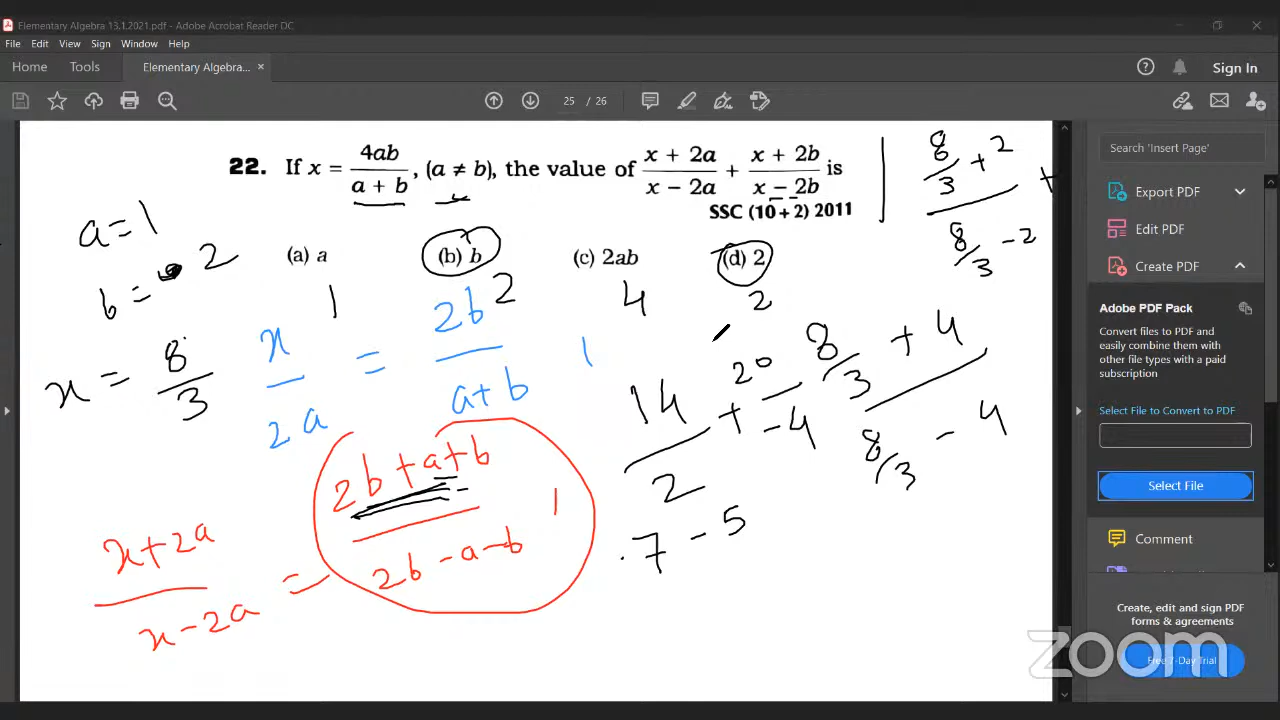 Elementary Algebra 13.1.2021.pdf - Adobe Acrobat Reader DC
File Edit View Sign Window Help
Home Tools Elementary Algebra... × Sign In
25 / 26
22. If x = 4ab/(a + b), (a ≠ b), the value of (x + 2a)/(x − 2a) + (x + 2b)/(x − 2b) is
SSC (10+2) 2011
(a) a (b) b (c) 2ab (d) 2
1 2 4 2
a=1
b= 2
x = 8/3
x/2a = 2b/(a+b)
1
(x+2a)/(x-2a) = (2b+a+b)/(2b-a-b)
1
(8/3 + 2)/(8/3 - 2) +
(8/3 + 4)/(8/3 - 4)
14/2 + 20/-4
7 - 5
Search 'Insert Page'
Export PDF
Edit PDF
Create PDF
Adobe PDF Pack
Convert files to PDF and
easily combine them with
other file types with a paid
subscription
Select File to Convert to PDF
Select File
Comment
Create, edit and sign PDF
forms & agreements
Free 7-Day Trial
zoom